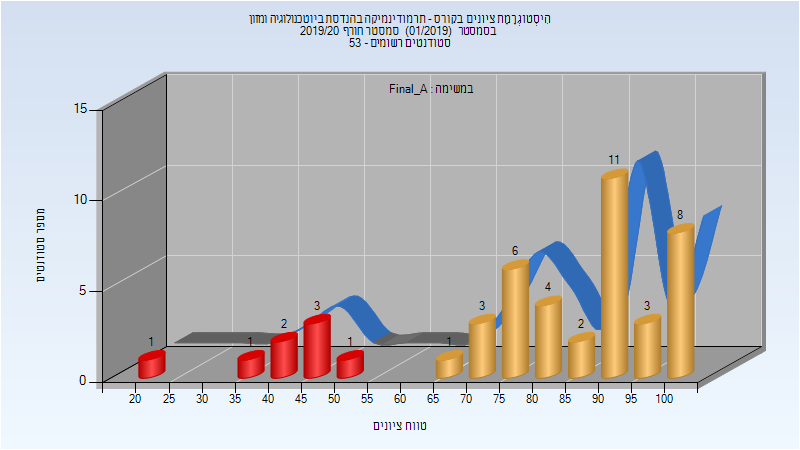 הִיסְטוֹגְרָמַת ציונים בקורס - תרמודינמיקה בהנדסת ביוטכנולוגיה ומזון
בסמסטר (01/2019) סמסטר חורף 2019/20
סטודנטים רשומים - 53
במשימה : Final_A
מספר סטודנטים
15
10
5
0
1
1
2
3
1
1
3
6
4
2
11
3
8
20 25 30 35 40 45 50 55 60 65 70 75 80 85 90 95 100
טווח ציונים